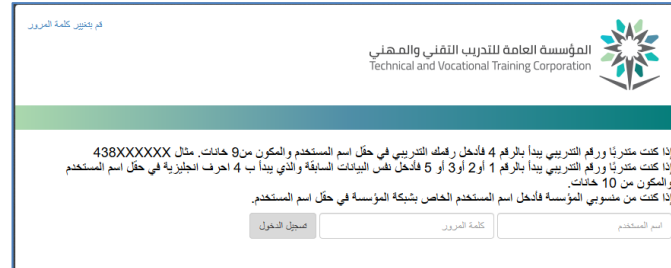 قم بتغيير كلمة المرور
المؤسسة العامة للتدريب التقني والمهني
Technical and Vocational Training Corporation
إذا كنت متدربًا ورقم التدريبي يبدأ بالرقم 4 فأدخل رقمك التدريبي في حقل اسم المستخدم والمكون من9 خانات. مثال 438XXXXXX
إذا كنت متدربًا ورقم التدريبي يبدأ بالرقم 1 أو2 أو3 أو 5 فأدخل نفس البيانات السابقة والذي يبدأ ب 4 احرف انجليزية في حقل اسم المستخدم
والمكون من 10 خانات.
إذا كنت من منسوبي المؤسسة فأدخل اسم المستخدم الخاص بشبكة المؤسسة في حقل اسم المستخدم.
اسم المستخدم كلمة المرور تسجيل الدخول